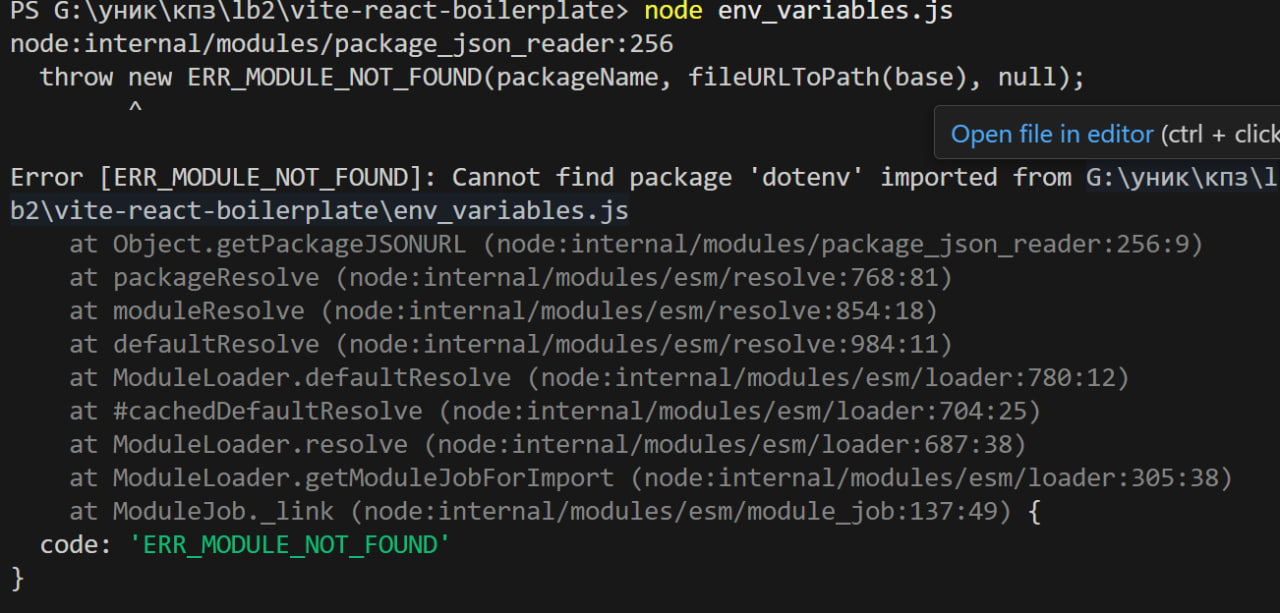 PS G:\уник\кпз\lb2\vite-react-boilerplate> node env_variables.js
node:internal/modules/package_json_reader:256
  throw new ERR_MODULE_NOT_FOUND(packageName, fileURLToPath(base), null);
        ^
Open file in editor (ctrl + click
Error [ERR_MODULE_NOT_FOUND]: Cannot find package 'dotenv' imported from G:\уник\кпз\l
b2\vite-react-boilerplate\env_variables.js
    at Object.getPackageJSONURL (node:internal/modules/package_json_reader:256:9)
    at packageResolve (node:internal/modules/esm/resolve:768:81)
    at moduleResolve (node:internal/modules/esm/resolve:854:18)
    at defaultResolve (node:internal/modules/esm/resolve:984:11)
    at ModuleLoader.defaultResolve (node:internal/modules/esm/loader:780:12)
    at #cachedDefaultResolve (node:internal/modules/esm/loader:704:25)
    at ModuleLoader.resolve (node:internal/modules/esm/loader:687:38)
    at ModuleLoader.getModuleJobForImport (node:internal/modules/esm/loader:305:38)
    at ModuleJob._link (node:internal/modules/esm/module_job:137:49) {
  code: 'ERR_MODULE_NOT_FOUND'
}